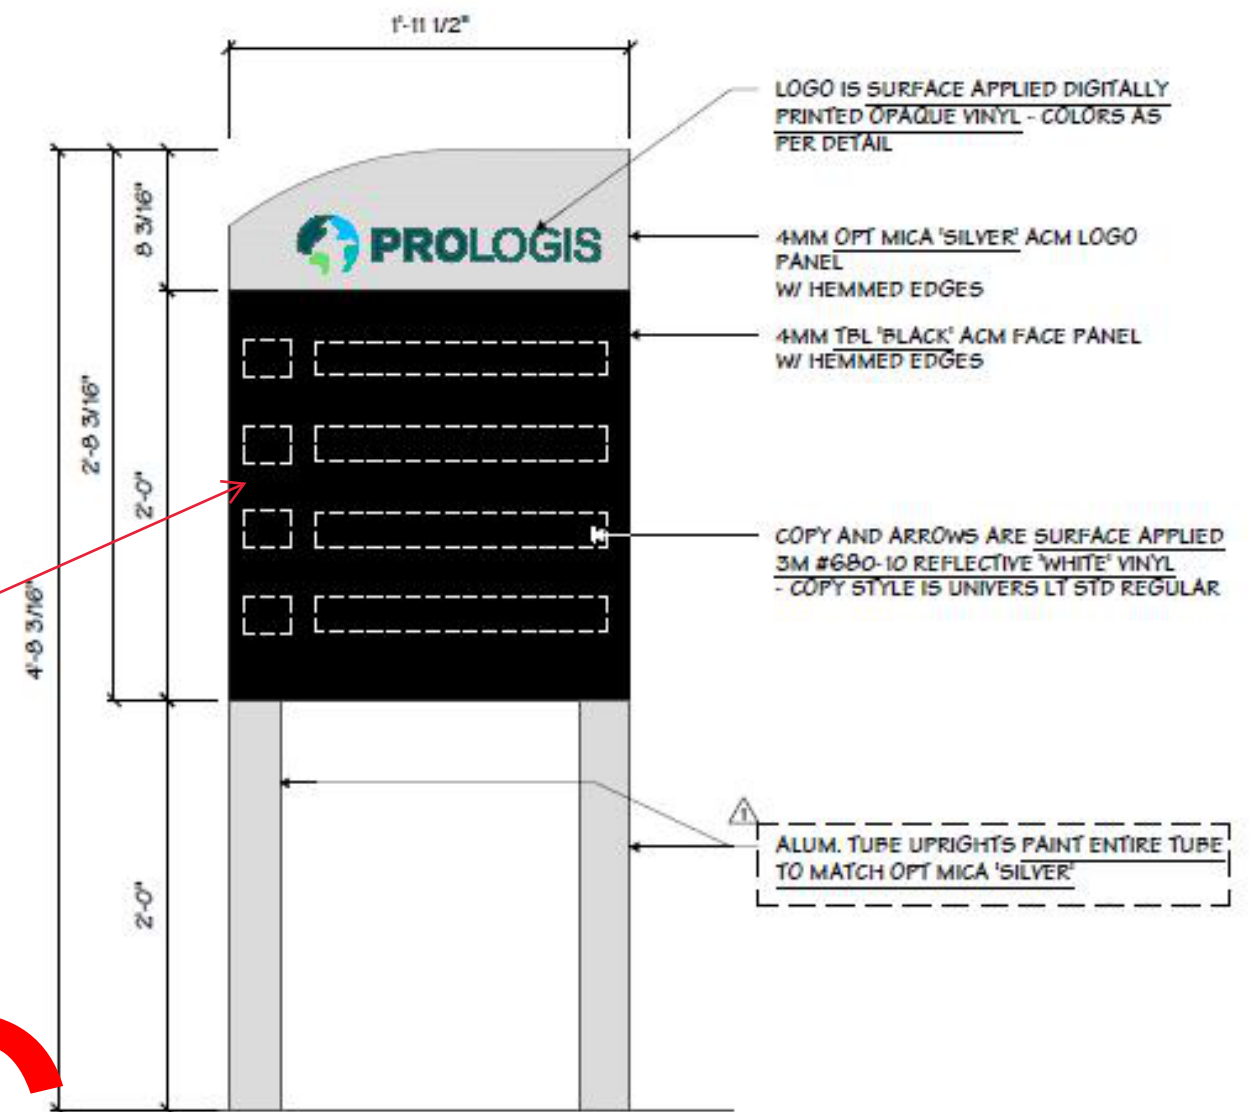 1'-11 1/2"
LOGO IS SURFACE APPLIED DIGITALLY
PRINTED OPAQUE VINYL - COLORS AS
PER DETAIL
8 3/16"
PROLOGIS
4MM OPT MICA 'SILVER' ACM LOGO
PANEL
W/ HEMMED EDGES
4MM TBL 'BLACK' ACM FACE PANEL
W/ HEMMED EDGES
2'-8 3/16"
2'-0"
COPY AND ARROWS ARE SURFACE APPLIED
3M #680-10 REFLECTIVE 'WHITE' VINYL
- COPY STYLE IS UNIVERS LT STD REGULAR
4'-8 3/16"
1
ALUM. TUBE UPRIGHTS PAINT ENTIRE TUBE
TO MATCH OPT MICA 'SILVER'
2'-0"